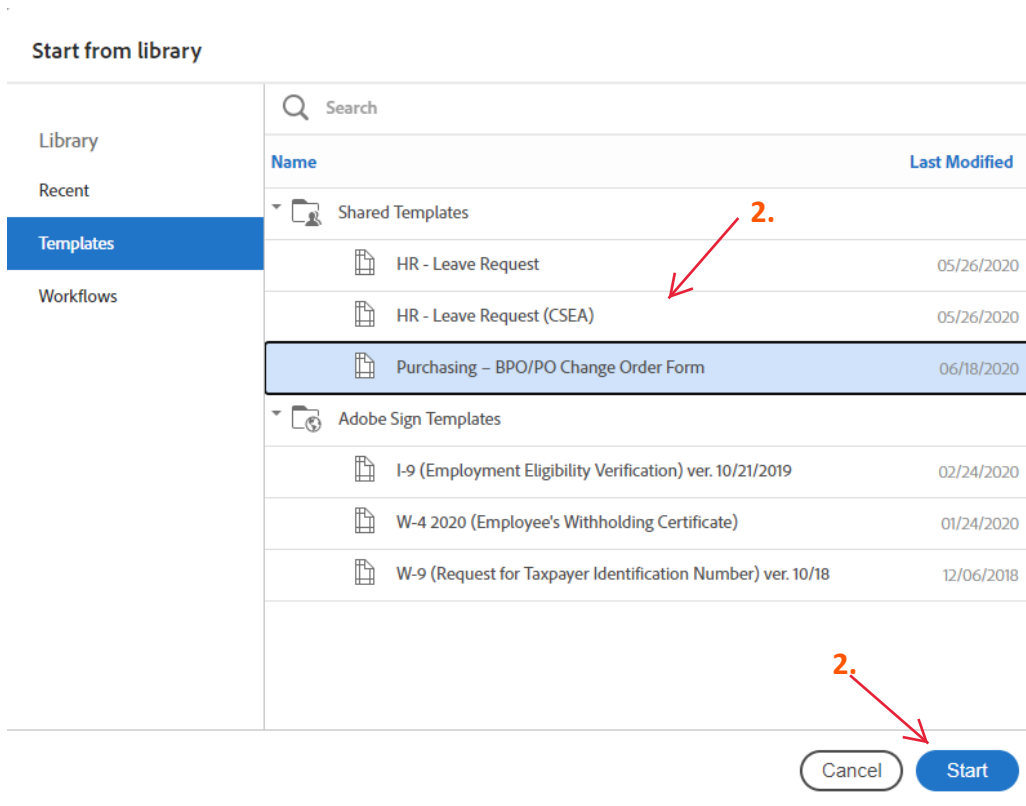 Start from library
Library
Recent
Templates
Workflows
Search
Name Last Modified
Shared Templates
2.
HR - Leave Request 05/26/2020
HR - Leave Request (CSEA) 05/26/2020
Purchasing – BPO/PO Change Order Form 06/18/2020
Adobe Sign Templates
I-9 (Employment Eligibility Verification) ver. 10/21/2019 02/24/2020
W-4 2020 (Employee's Withholding Certificate) 01/24/2020
W-9 (Request for Taxpayer Identification Number) ver. 10/18 12/06/2018
2.
Cancel Start